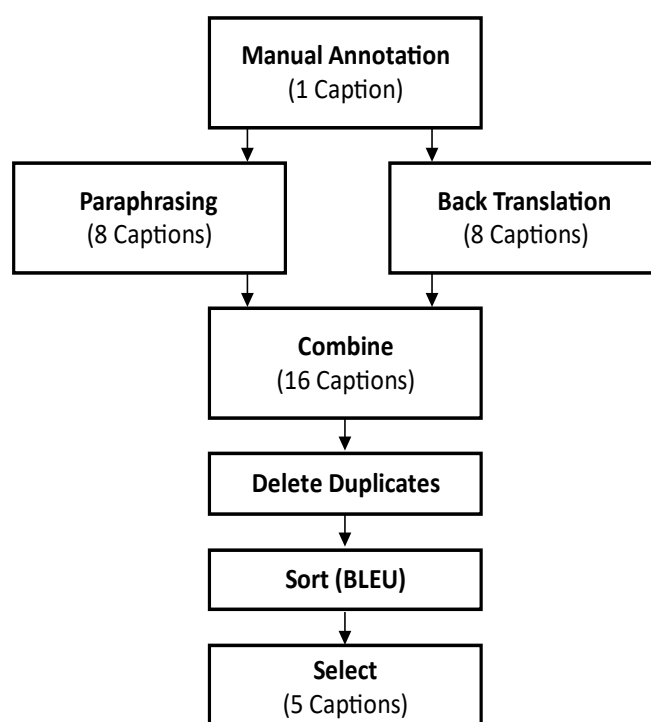 Manual Annotation
(1 Caption)
Paraphrasing
(8 Captions)
Back Translation
(8 Captions)
Combine
(16 Captions)
Delete Duplicates
Sort (BLEU)
Select
(5 Captions)